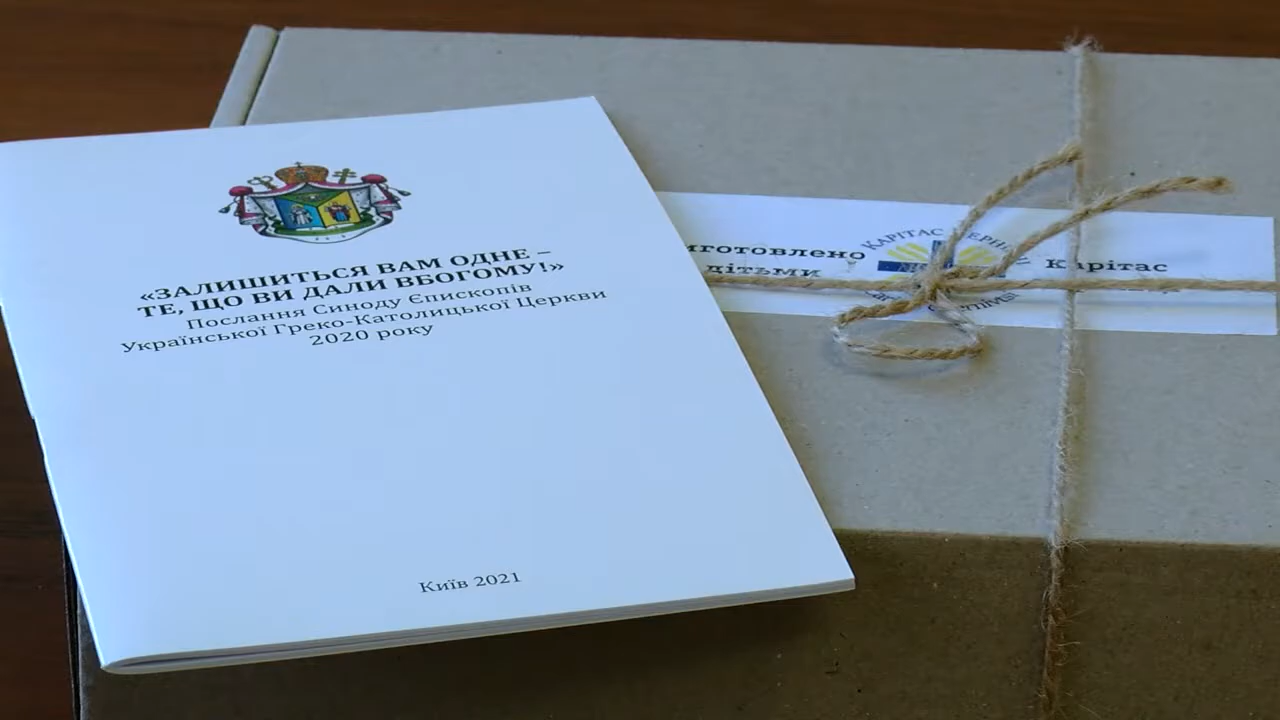 «ЗАЛИШИТЬСЯ ВАМ ОДНЕ –
ТЕ, ЩО ВИ ДАЛИ ВБОГОМУ!»
Послання Синоду Єпископів
Української Греко-Католицької Церкви
2020 року
Київ 2021
дітьми
КАРІТАС
Карітас